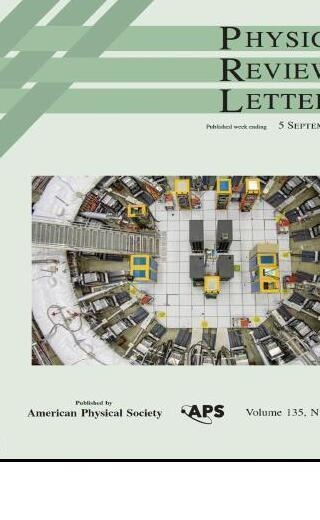 PHYSIC
REVIEW
LETTER
Published week ending 5 SEPTEM
Published by
American Physical Society
APS
Volume 135, N